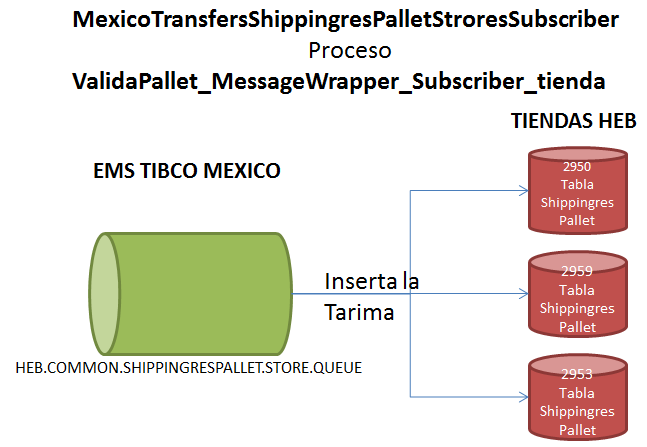 MexicoTransfersShippingresPalletStroresSubscriber
Proceso
ValidaPallet_MessageWrapper_Subscriber_tienda
TIENDAS HEB
EMS TIBCO MEXICO
2950
Tabla
Shippingres
Pallet
Inserta la
Tarima
2959
Tabla
Shippingres
Pallet
HEB.COMMON.SHIPPINGRESPALLET.STORE.QUEUE
2953
Tabla
Shippingres
Pallet